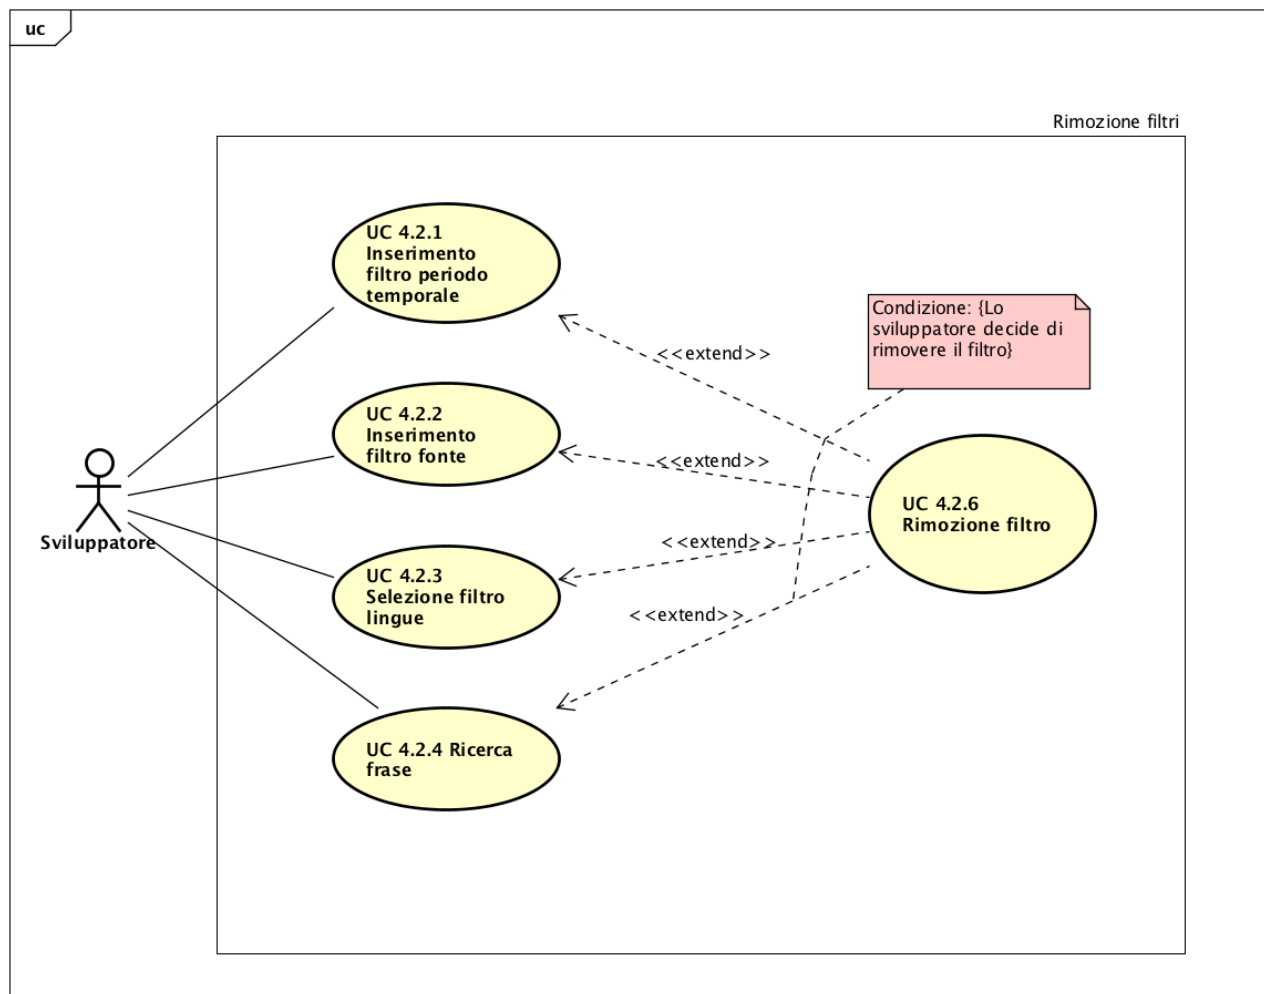 uc
Rimozione filtri
UC 4.2.1
Inserimento
filtro periodo
temporale
Condizione: {Lo
sviluppatore decide di
rimovere il filtro}
<<extend>>
UC 4.2.2
Inserimento
filtro fonte
<<extend>>
UC 4.2.6
Rimozione filtro
Sviluppatore
<<extend>>
UC 4.2.3
Selezione filtro
lingue
<<extend>>
UC 4.2.4 Ricerca
frase